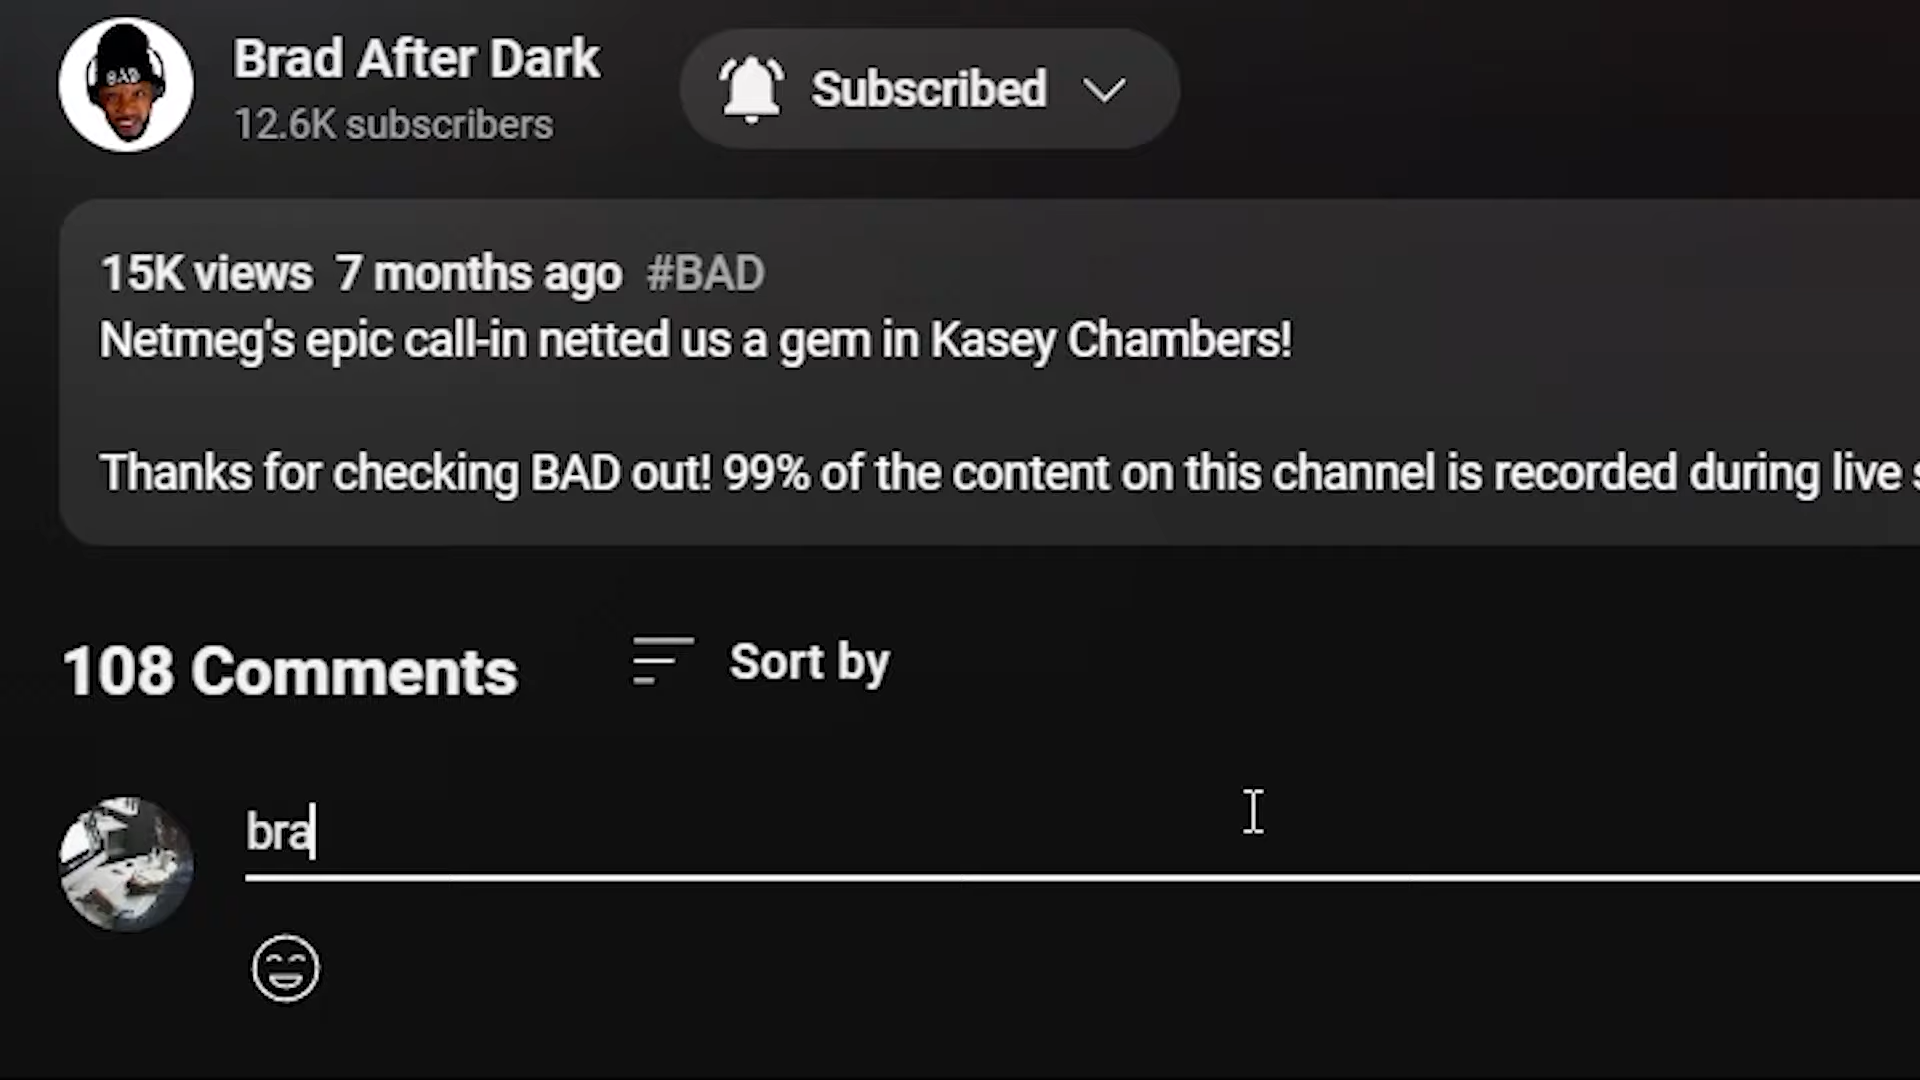 BAD
Brad After Dark
12.6K subscribers
Subscribed
15K views 7 months ago #BAD
Netmeg's epic call-in netted us a gem in Kasey Chambers!
Thanks for checking BAD out! 99% of the content on this channel is recorded during live s
108 Comments
Sort by
bra